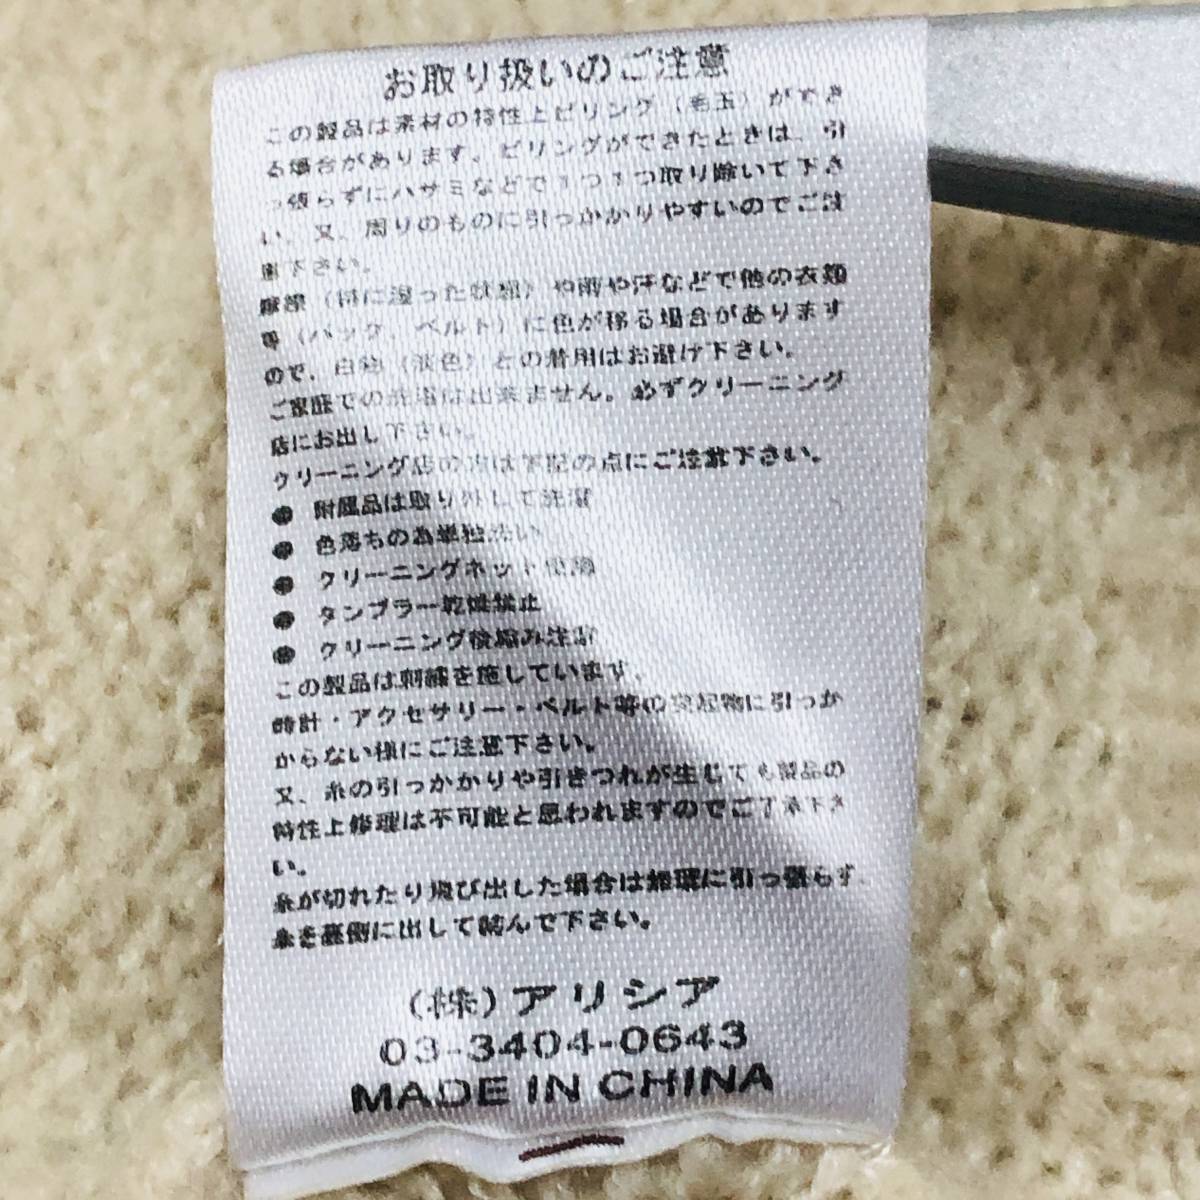 お取り扱いのご注意
この製品は素材の特性上ピリング（毛玉）ができ
る場合があります。ピリングができたときは、引
っ張らずにハサミなどで1つ1つ取り除いて下さ
い、又、周りのものに引っかかりやすいのでご注
意下さい。
摩擦（特に湿った状態）や雨や汗などで他の衣類
等（バッグ、ベルト）に色が移る場合があります
ので、白物（淡色）との着用はお避け下さい。
ご家庭での洗濯は出来ません。必ずクリーニング
店にお出し下さい。
クリーニング店の方は下記の点にご注意下さい。
● 附属品は取り外して洗濯
● 色落ちの為単独洗い
● クリーニングネット使用
● タンブラー乾燥禁止
● クリーニング後縮み注意
この製品は刺繍を施しています。
時計・アクセサリー・ベルト等の突起物に引っか
からない様にご注意下さい。
又、糸の引っかかりや引きつれが生じても製品の
特性上修理は不可能と思われますのでご了承下さ
い。
糸が切れたり飛び出した場合は無理に引っ張らず、
糸を裏側に出して結んで下さい。
(株)アリシア
03-3404-0643
MADE IN CHINA